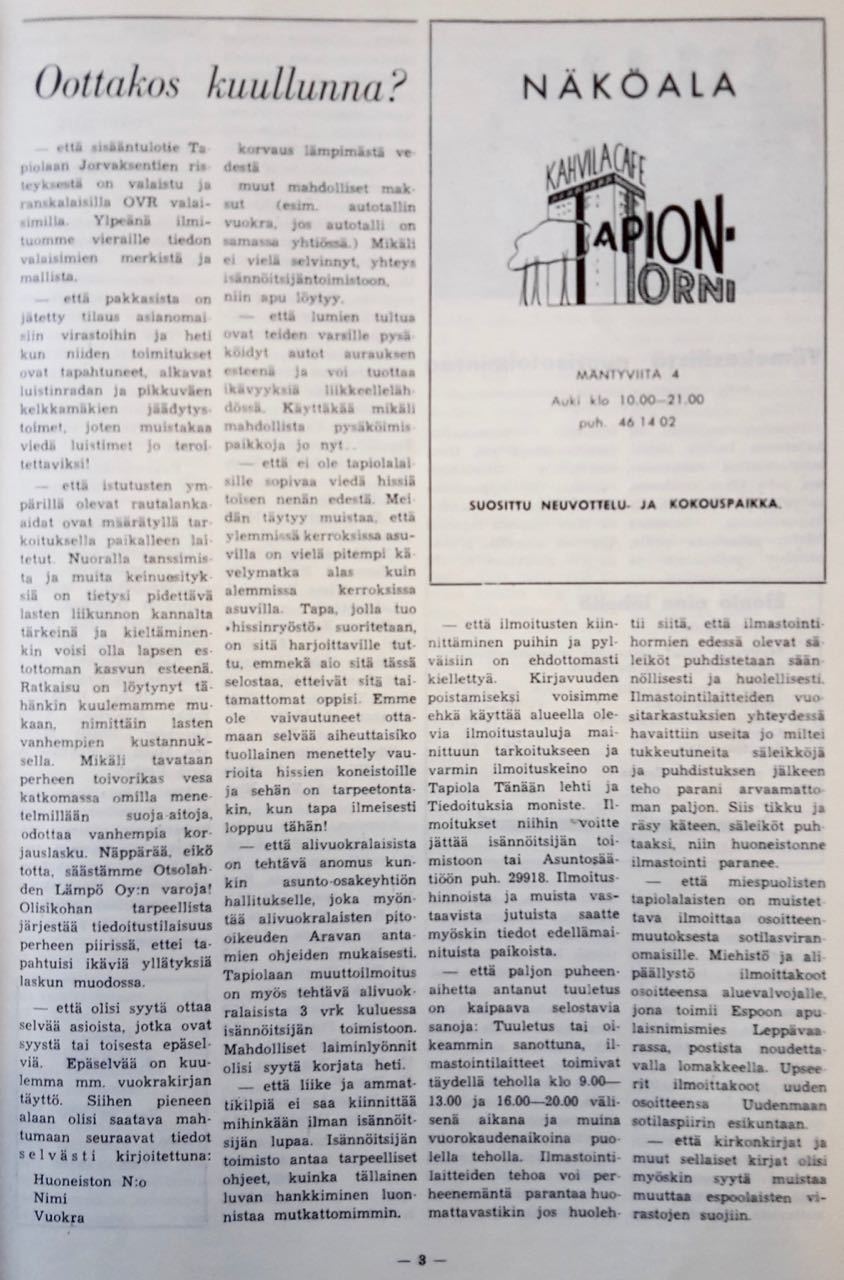 Oottakos kuullunna?
— että sisääntulotie Ta-
piolaan Jorvaksentien ris-
teyksestä on valaistu ja
ranskalaisilla OVR valai-
similla. Ylpeänä ilmi-
tuomme vieraille tiedon
valaisimien merkistä ja
mallista.
— että pakkasista on
jätetty tilaus asianomai-
siin virastoihin ja heti
kun niiden toimitukset
ovat tapahtuneet, alkavat
luistinradan ja pikkuväen
kelkkamäkien jäädytys-
toimet, joten muistakaa
viedä luistimet jo teroi-
tettaviksi!
— että istutusten ym-
pärillä olevat rautalanka-
aidat ovat määrätyllä tar-
koituksella paikalleen lai-
tetut. Nuoralla tanssimis-
ta ja muita keinuesityk-
siä on tietysi pidettävä
lasten liikunnon kannalta
tärkeinä ja kieltäminen-
kin voisi olla lapsen es-
tottoman kasvun esteenä.
Ratkaisu on löytynyt tä-
hänkin kuulemamme mu-
kaan, nimittäin lasten
vanhempien kustannuk-
sella. Mikäli tavataan
perheen toivorikas vesa
katkomassa omilla mene-
telmillään suoja-aitoja,
odottaa vanhempia kor-
jauslasku. Näppärää, eikö
totta, säästämme Otsolah-
den Lämpö Oy:n varoja!
Olisikohan tarpeellista
järjestää tiedoitustilaisuus
perheen piirissä, ettei ta-
pahtuisi ikäviä yllätyksiä
laskun muodossa.
— että olisi syytä ottaa
selvää asioista, jotka ovat
syystä tai toisesta epäsel-
viä. Epäselvää on kuu-
lemma mm. vuokrakirjan
täyttö. Siihen pieneen
alaan olisi saatava mah-
tumaan seuraavat tiedot
selvästi kirjoitettuna:
Huoneiston N:o
Nimi
Vuokra
korvaus lämpimästä ve-
destä
muut mahdolliset mak-
sut (esim. autotallin
vuokra, jos autotalli on
samassa yhtiössä.) Mikäli
ei vielä selvinnyt, yhteys
isännöitsijäntoimistoon,
niin apu löytyy.
— että lumien tultua
ovat teiden varsille pysä-
köidyt autot aurauksen
esteenä ja voi tuottaa
ikävyyksiä liikkeelleläh-
dössä. Käyttäkää mikäli
mahdollista pysäköimis-
paikkoja jo nyt..
— että ei ole tapiolalai-
sille sopivaa viedä hissiä
toisen nenän edestä. Mei-
dän täytyy muistaa, että
ylemmissä kerroksissa asu-
villa on vielä pitempi kä-
velymatka alas kuin
alemmissa kerroksissa
asuvilla. Tapa, jolla tuo
»hissinryöstö» suoritetaan,
on sitä harjoittaville tut-
tu, emmekä aio sitä tässä
selostaa, etteivät sitä tai-
tamattomat oppisi. Emme
ole vaivautuneet otta-
maan selvää aiheuttaisiko
tuollainen menettely vau-
rioita hissien koneistoille
ja sehän on tarpeetonta-
kin, kun tapa ilmeisesti
loppuu tähän!
— että alivuokralaisista
on tehtävä anomus kun-
kin asunto-osakeyhtiön
hallitukselle, joka myön-
tää alivuokralaisten pito-
oikeuden Aravan anta-
mien ohjeiden mukaisesti.
Tapiolaan muuttoilmoitus
on myös tehtävä alivuok-
ralaisista 3 vrk kuluessa
isännöitsijän toimistoon.
Mahdolliset laiminlyönnit
olisi syytä korjata heti.
— että liike ja ammat-
tikilpiä ei saa kiinnittää
mihinkään ilman isännöit-
sijän lupaa. Isännöitsijän
toimisto antaa tarpeelliset
ohjeet, kuinka tällainen
luvan hankkiminen luon-
nistaa mutkattomimmin.
NÄKÖALA
KAHVILA CAFE
TAPION-
TORNI
MÄNTYVIITA 4
Auki klo 10.00—21.00
puh. 46 14 02
SUOSITTU NEUVOTTELU- JA KOKOUSPAIKKA.
— että ilmoitusten kiin-
nittäminen puihin ja pyl-
väisiin on ehdottomasti
kiellettyä. Kirjavuuden
poistamiseksi voisimme
ehkä käyttää alueella ole-
via ilmoitustauluja mai-
nittuun tarkoitukseen ja
varmin ilmoituskeino on
Tapiola Tänään lehti ja
Tiedoituksia moniste. Il-
moitukset niihin voitte
jättää isännöitsijän toi-
mistoon tai Asuntosää-
tiöön puh. 29918. Ilmoitus-
hinnoista ja muista vas-
taavista jutuista saatte
myöskin tiedot edellämai-
nituista paikoista.
— että paljon puheen-
aihetta antanut tuuletus
on kaipaava selostavia
sanoja: Tuuletus tai oi-
keammin sanottuna, il-
mastointilaitteet toimivat
täydellä teholla klo 9.00—
13.00 ja 16.00—20.00 väli-
senä aikana ja muina
vuorokaudenaikoina puo-
lella teholla. Ilmastointi-
laitteiden tehoa voi per-
heenemäntä parantaa huo-
mattavastikin jos huoleh-
tii siitä, että ilmastointi-
hormien edessä olevat sä-
leiköt puhdistetaan sään-
nöllisesti ja huolellisesti.
Ilmastointilaitteiden vuo-
sitarkastuksien yhteydessä
havaittiin useita jo miltei
tukkeutuneita säleikköjä
ja puhdistuksen jälkeen
teho parani arvaamatto-
man paljon. Siis tikku ja
räsy käteen, säleiköt puh-
taaksi, niin huoneistonne
ilmastointi paranee.
— että miespuolisten
tapiolalaisten on muistet-
tava ilmoittaa osoitteen-
muutoksesta sotilasviran-
omaisille. Miehistö ja ali-
päällystö ilmoittakoot
osoitteensa aluevalvojalle,
jona toimii Espoon apu-
laisnimismies Leppävaa-
rassa, postista noudetta-
valla lomakkeella. Upsee-
rit ilmoittakoot uuden
osoitteensa Uudenmaan
sotilaspiirin esikuntaan.
— että kirkonkirjat ja
muut sellaiset kirjat olisi
myöskin syytä muistaa
muuttaa espoolaisten vi-
rastojen suojiin.
— 3 —